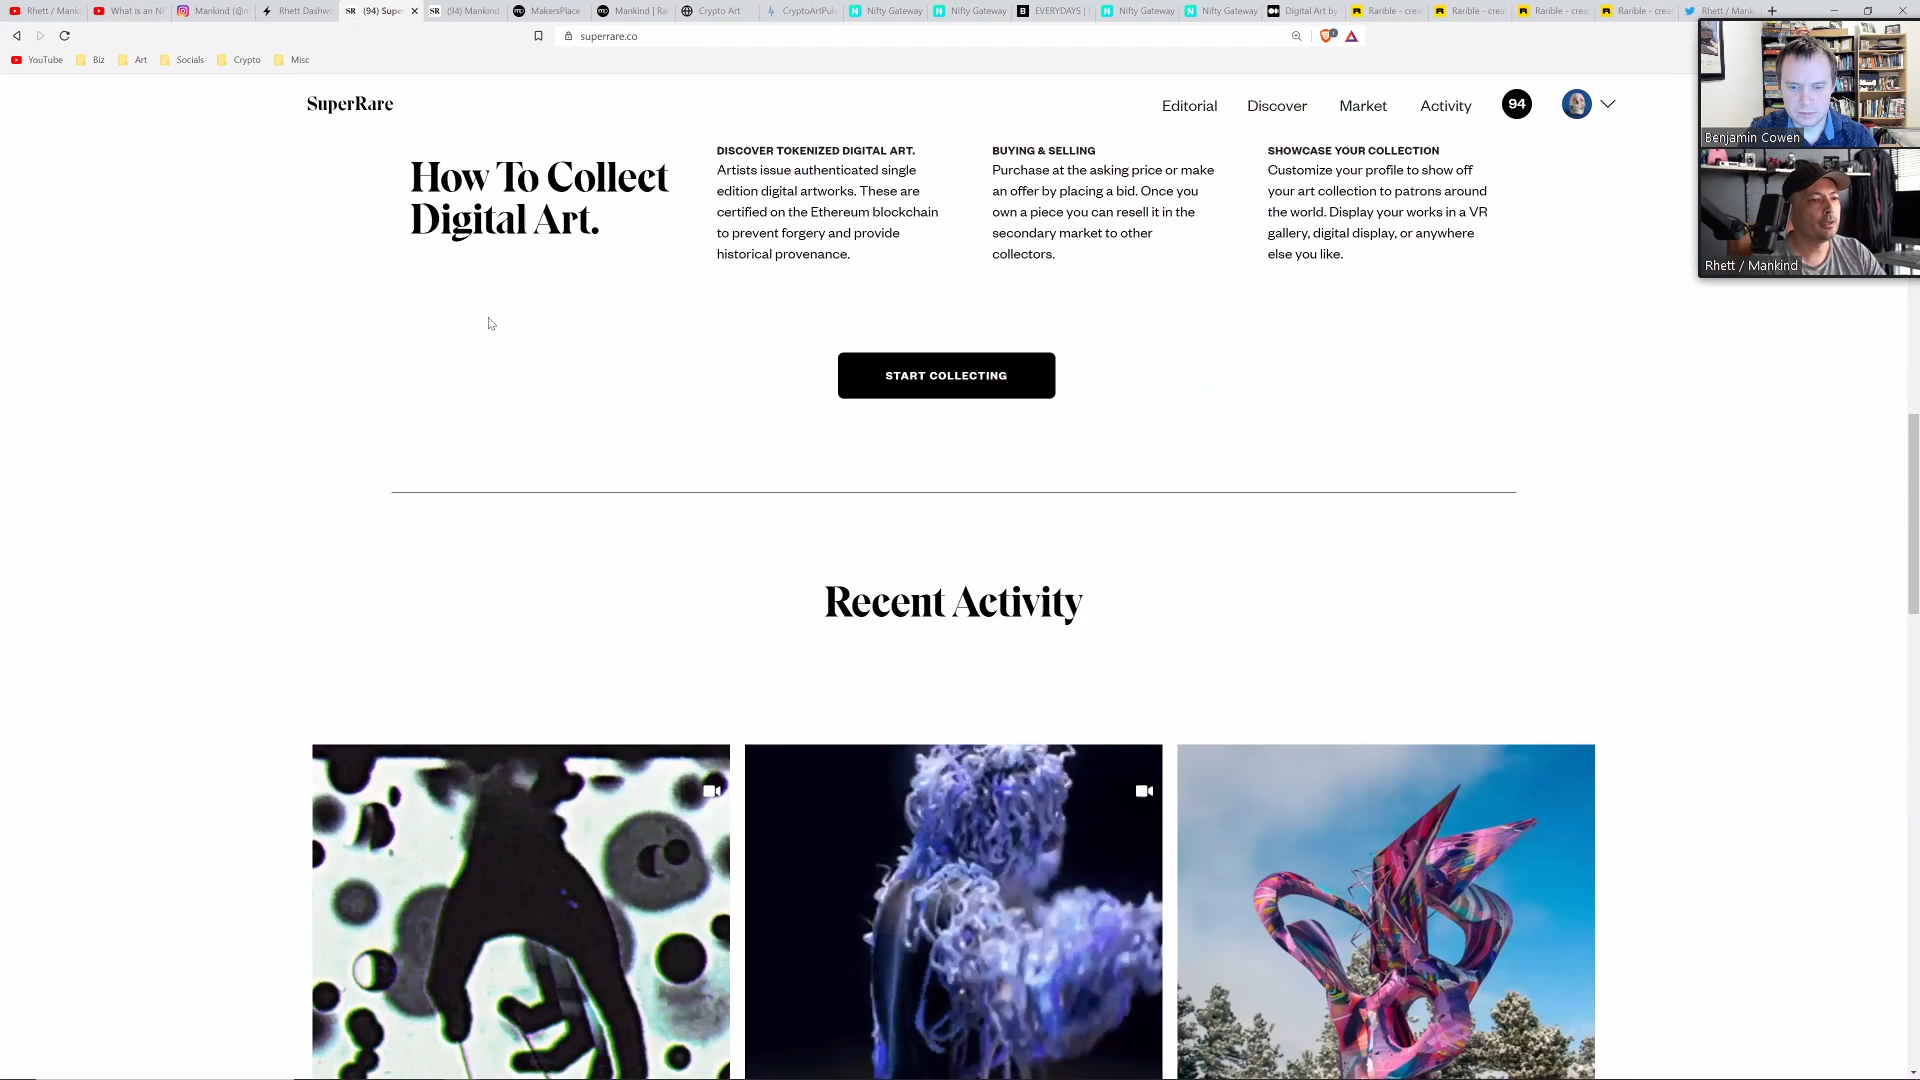 Rhett / Manki
What is an NF
Mankind (@m
Rhett Dashwo
SR (94) Super
SR (94) Mankind
MakersPlace
Mankind | Ra
Crypto Art
CryptoArtPuls
Nifty Gateway
Nifty Gateway
B EVERYDAYS |
Nifty Gateway
Nifty Gateway
Digital Art by
Rarible - crea
Rarible - crea
Rarible - crea
Rarible - crea
Rhett / Mank
superrare.co
YouTube
Biz
Art
Socials
Crypto
Misc
SuperRare
Editorial
Discover
Market
Activity
94
Benjamin Cowen
Rhett / Mankind
How To Collect
Digital Art.
DISCOVER TOKENIZED DIGITAL ART.
Artists issue authenticated single
edition digital artworks. These are
certified on the Ethereum blockchain
to prevent forgery and provide
historical provenance.
BUYING & SELLING
Purchase at the asking price or make
an offer by placing a bid. Once you
own a piece you can resell it in the
secondary market to other
collectors.
SHOWCASE YOUR COLLECTION
Customize your profile to show off
your art collection to patrons around
the world. Display your works in a VR
gallery, digital display, or anywhere
else you like.
START COLLECTING
Recent Activity